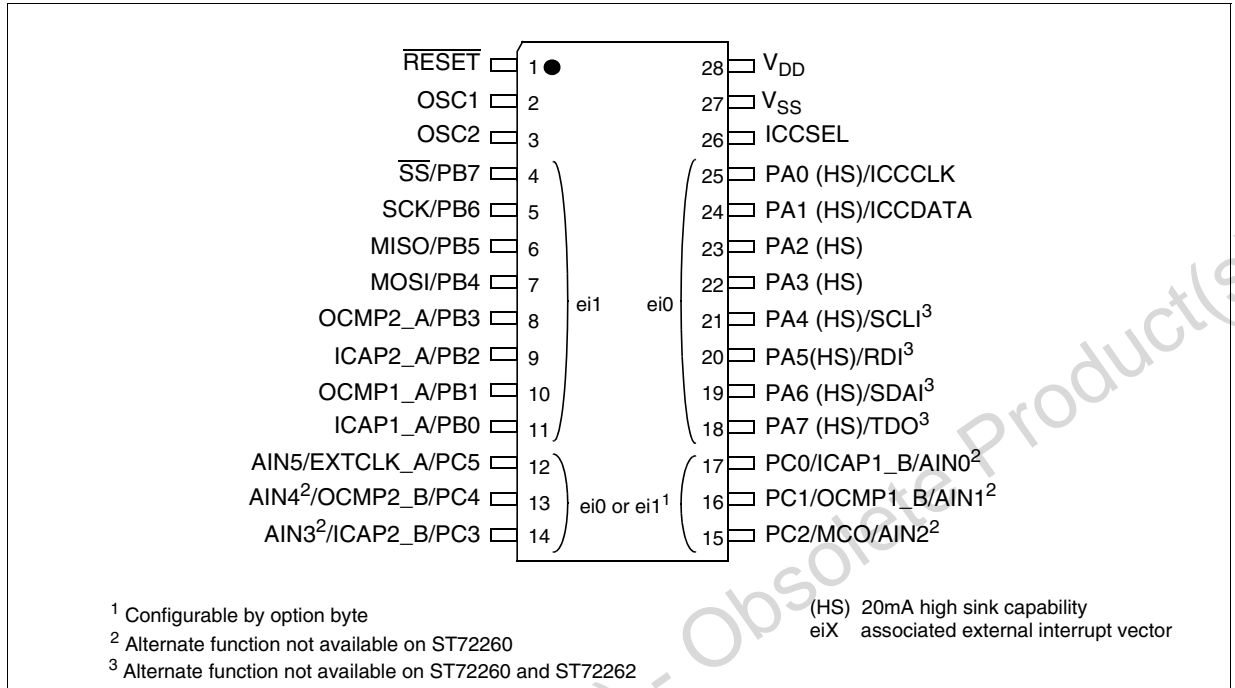 RESET 1 28 VDD
OSC1 2 27 VSS
OSC2 3 26 ICCSEL
SS/PB7 4 25 PA0 (HS)/ICCCLK
SCK/PB6 5 24 PA1 (HS)/ICCDATA
MISO/PB5 6 23 PA2 (HS)
MOSI/PB4 7 22 PA3 (HS)
ei1 ei0
OCMP2_A/PB3 8 21 PA4 (HS)/SCLI3
ICAP2_A/PB2 9 20 PA5(HS)/RDI3
OCMP1_A/PB1 10 19 PA6 (HS)/SDAI3
ICAP1_A/PB0 11 18 PA7 (HS)/TDO3
AIN5/EXTCLK_A/PC5 12 17 PC0/ICAP1_B/AIN02
AIN42/OCMP2_B/PC4 13 ei0 or ei11 16 PC1/OCMP1_B/AIN12
AIN32/ICAP2_B/PC3 14 15 PC2/MCO/AIN22
1 Configurable by option byte
2 Alternate function not available on ST72260
3 Alternate function not available on ST72260 and ST72262
(HS) 20mA high sink capability
eiX associated external interrupt vector
- Obsolete Product(s